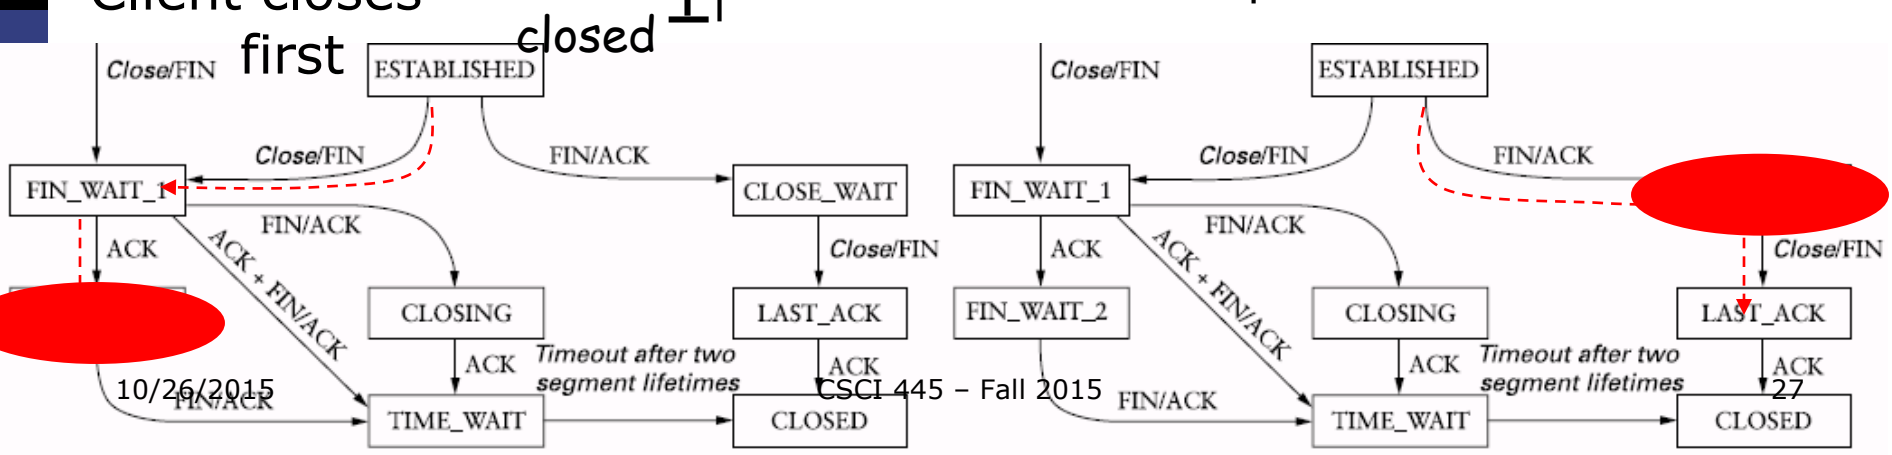 Client closes
first
closed
Close/FIN
ESTABLISHED
Close/FIN
FIN/ACK
FIN_WAIT_1
CLOSE_WAIT
FIN/ACK
ACK
ACK + FIN/ACK
Close/FIN
CLOSING
LAST_ACK
ACK
Timeout after two
segment lifetimes
ACK
FIN/ACK
TIME_WAIT
CLOSED
Close/FIN
ESTABLISHED
Close/FIN
FIN/ACK
FIN_WAIT_1
FIN/ACK
ACK
ACK + FIN/ACK
Close/FIN
FIN_WAIT_2
CLOSING
LAST_ACK
ACK
Timeout after two
segment lifetimes
ACK
FIN/ACK
TIME_WAIT
CLOSED
10/26/2015
CSCI 445 – Fall 2015
27